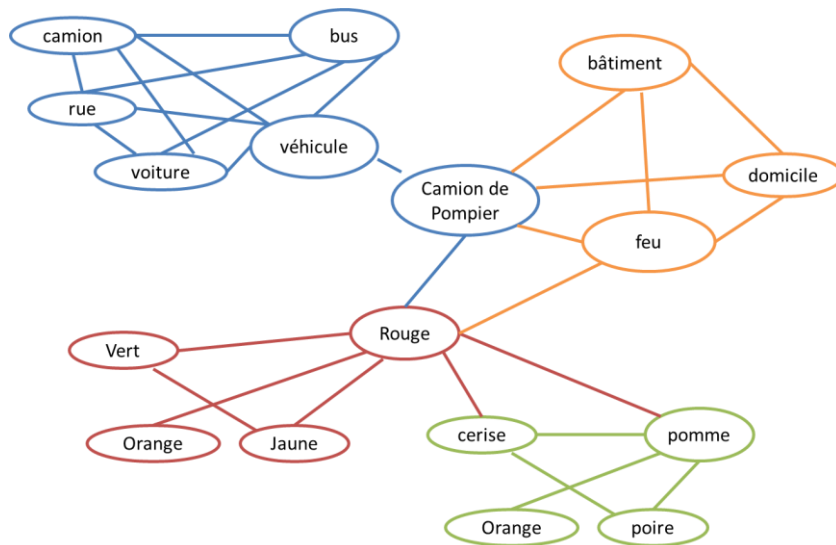 camion
bus
bâtiment
rue
véhicule
voiture
domicile
Camion de
Pompier
feu
Rouge
Vert
Orange
Jaune
cerise
pomme
Orange
poire